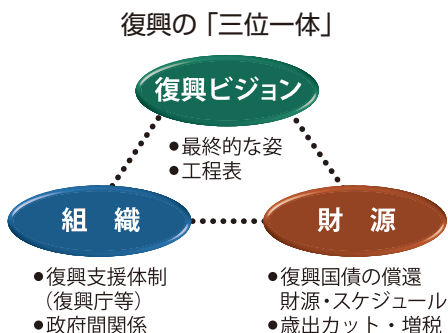 復興の「三位一体」
復興ビジョン
●最終的な姿
●工程表
組　織
財　源
●復興支援体制
（復興庁等）
●政府間関係
●復興国債の償還
財源・スケジュール
●歳出カット・増税